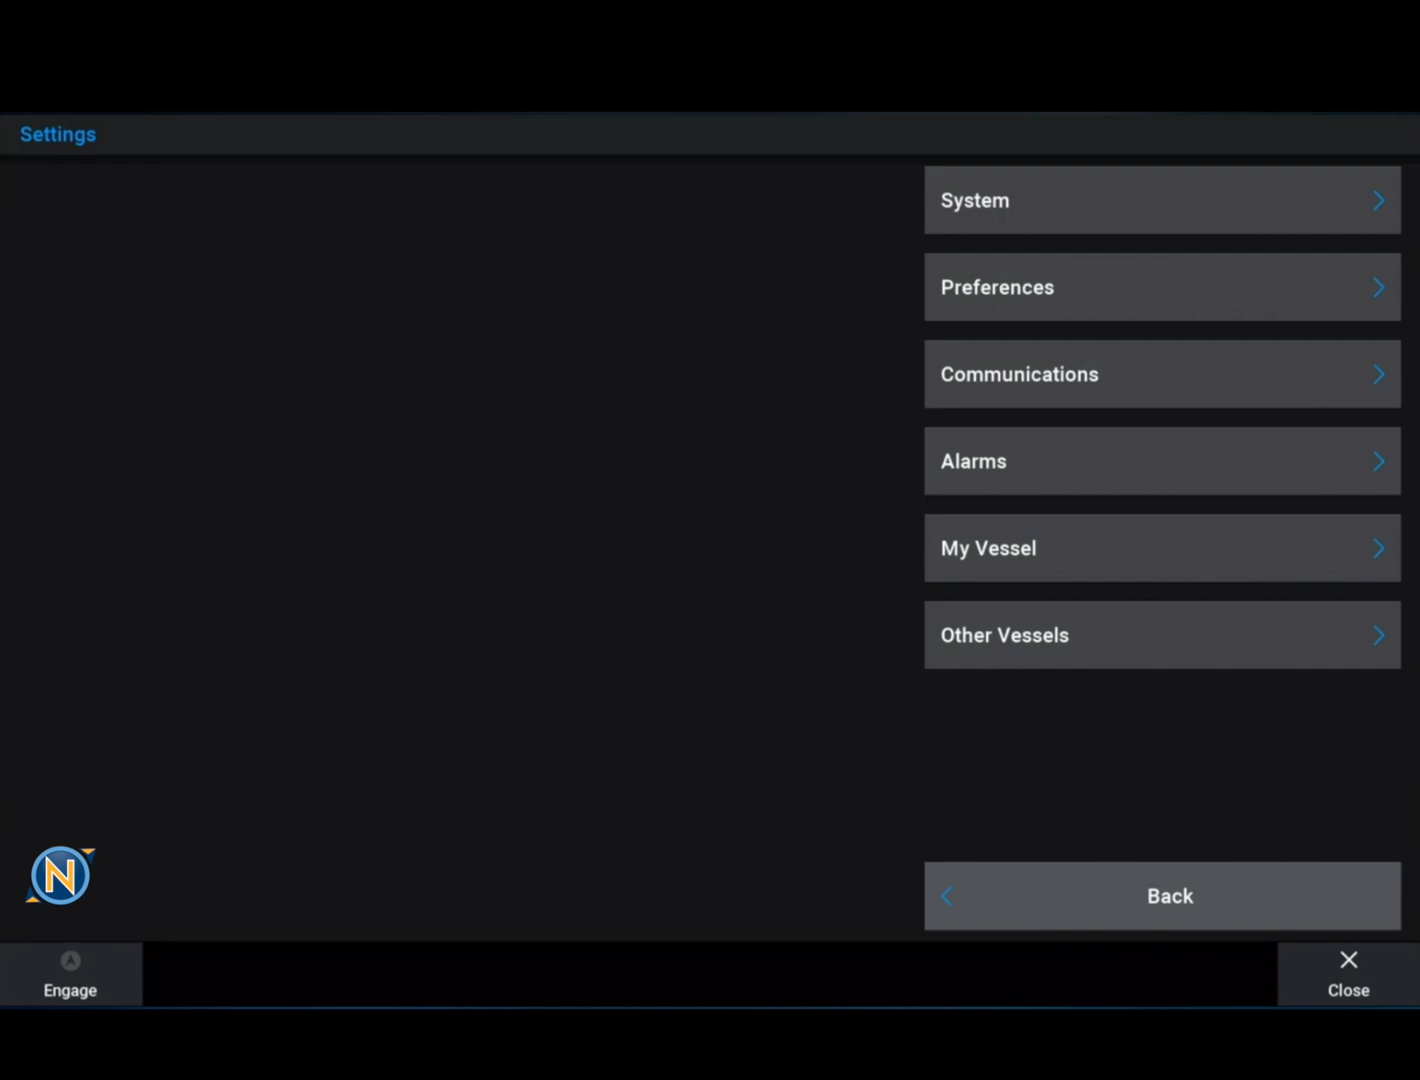 Settings
System
Preferences
Communications
Alarms
My Vessel
Other Vessels
N
Back
Engage
Close